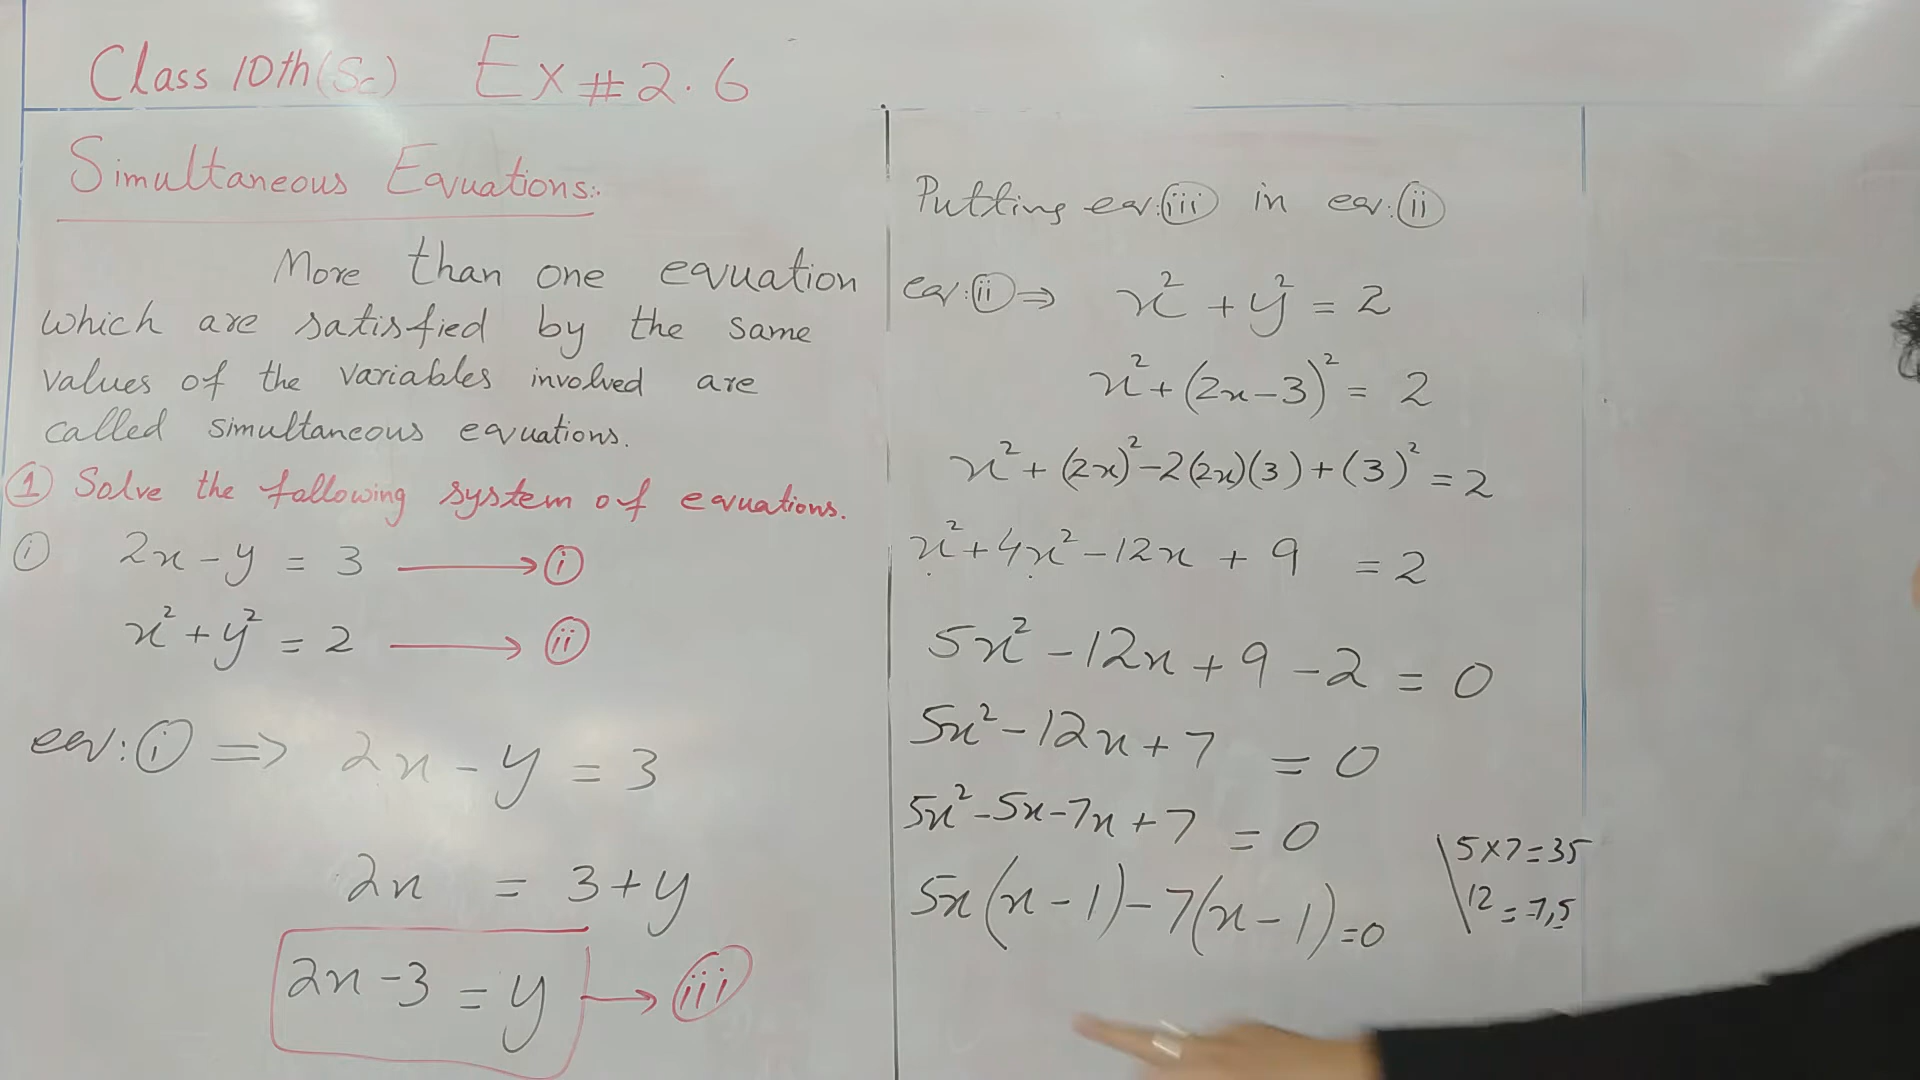 Class 10th (Sc) Ex # 2.6
Simultaneous Equations:
More than one equation
which are satisfied by the same
values of the variables involved are
called simultaneous equations.
① Solve the following system of equations.
ⓘ 2x - y = 3 ⟶ ⓘ
x² + y² = 2 ⟶ (ii)
eq: ⓘ ⇒ 2x - y = 3
2x = 3 + y
2x - 3 = y → (iii)
Putting eq: (iii) in eq: (ii)
eq: (ii) ⇒ x² + y² = 2
x² + (2x - 3)² = 2
x² + (2x)² - 2(2x)(3) + (3)² = 2
x² + 4x² - 12x + 9 = 2
5x² - 12x + 9 - 2 = 0
5x² - 12x + 7 = 0
5x² - 5x - 7x + 7 = 0
5x(x - 1) - 7(x - 1) = 0
5 x 7 = 35
12 = 7,5